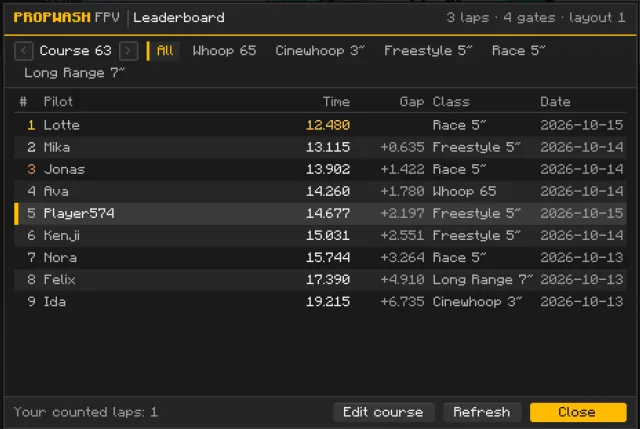 PROPWASH FPV | Leaderboard 3 laps · 4 gates · layout 1
< Course 63 > All Whoop 65 Cinewhoop 3″ Freestyle 5″ Race 5″
Long Range 7″
# Pilot Time Gap Class Date
1 Lotte 12.480 Race 5″ 2026-10-15
2 Mika 13.115 +0.635 Freestyle 5″ 2026-10-14
3 Jonas 13.902 +1.422 Race 5″ 2026-10-14
4 Ava 14.260 +1.780 Whoop 65 2026-10-14
5 Player574 14.677 +2.197 Freestyle 5″ 2026-10-15
6 Kenji 15.031 +2.551 Freestyle 5″ 2026-10-14
7 Nora 15.744 +3.264 Race 5″ 2026-10-13
8 Felix 17.390 +4.910 Long Range 7″ 2026-10-13
9 Ida 19.215 +6.735 Cinewhoop 3″ 2026-10-13
Your counted laps: 1 Edit course Refresh Close